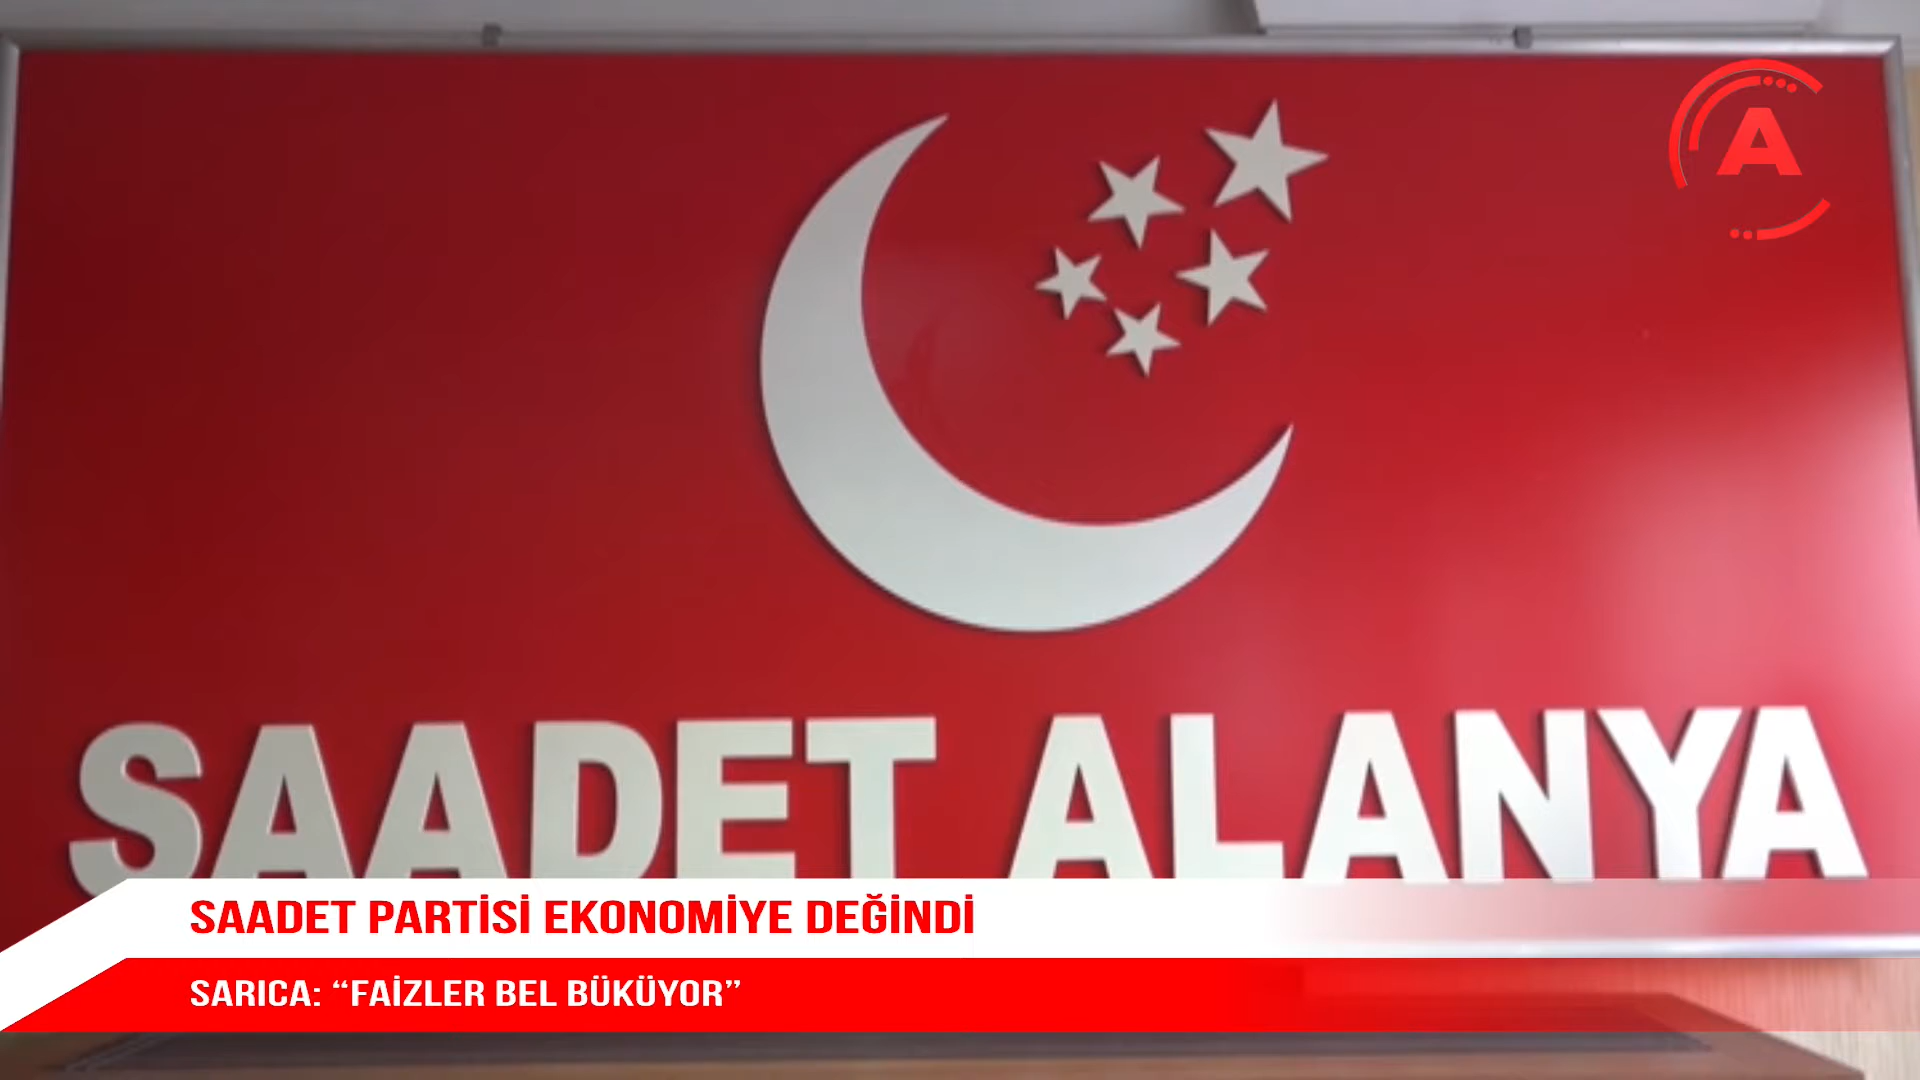 A
SAADET ALANYA
SAADET PARTİSİ EKONOMİYE DEĞİNDİ
SARICA: “FAİZLER BEL BÜKÜYOR”